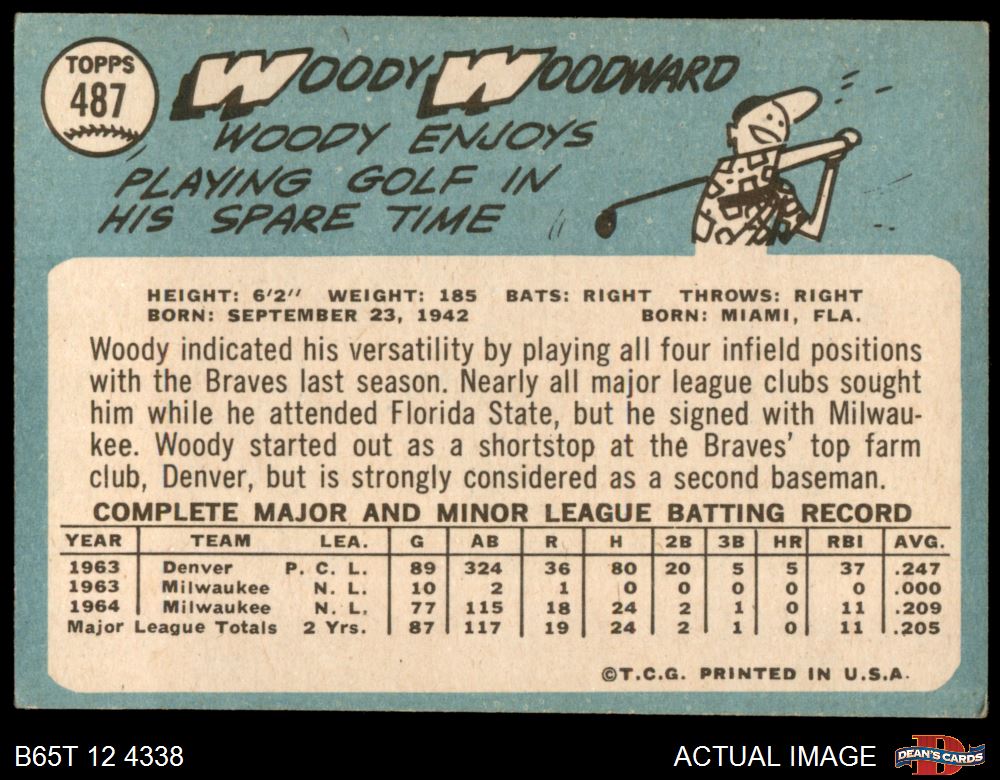 TOPPS
487
WOODY WOODWARD
WOODY ENJOYS
PLAYING GOLF IN
HIS SPARE TIME
HEIGHT: 6'2" WEIGHT: 185 BATS: RIGHT THROWS: RIGHT
BORN: SEPTEMBER 23, 1942 BORN: MIAMI, FLA.
Woody indicated his versatility by playing all four infield positions
with the Braves last season. Nearly all major league clubs sought
him while he attended Florida State, but he signed with Milwau-
kee. Woody started out as a shortstop at the Braves' top farm
club, Denver, but is strongly considered as a second baseman.
COMPLETE MAJOR AND MINOR LEAGUE BATTING RECORD
YEAR TEAM LEA. G AB R H 2B 3B HR RBI AVG.
1963 Denver P. C. L. 89 324 36 80 20 5 5 37 .247
1963 Milwaukee N. L. 10 2 1 0 0 0 0 0 .000
1964 Milwaukee N. L. 77 115 18 24 2 1 0 11 .209
Major League Totals 2 Yrs. 87 117 19 24 2 1 0 11 .205
©T.C.G. PRINTED IN U.S.A.
B65T 12 4338 ACTUAL IMAGE DEAN'S CARDS